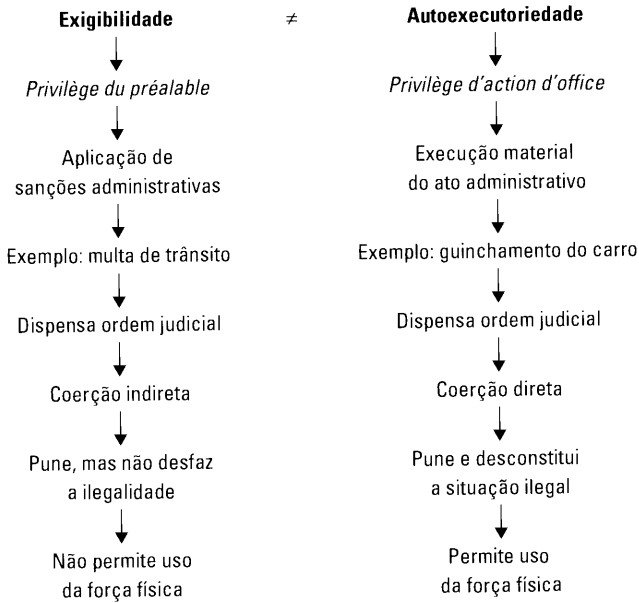 Exigibilidade
≠
Autoexecutoriedade
Privilège du préalable
Privilège d'action d'office
Aplicação de
sanções administrativas
Execução material
do ato administrativo
Exemplo: multa de trânsito
Exemplo: guinchamento do carro
Dispensa ordem judicial
Dispensa ordem judicial
Coerção indireta
Coerção direta
Pune, mas não desfaz
a ilegalidade
Pune e desconstitui
a situação ilegal
Não permite uso
da força física
Permite uso
da força física